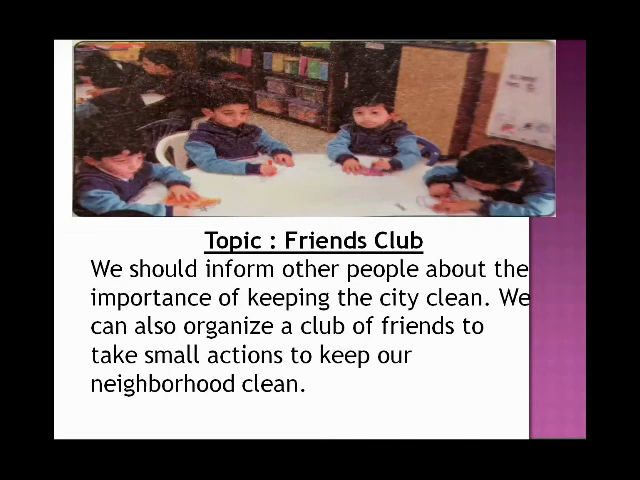 Topic : Friends Club
We should inform other people about the
importance of keeping the city clean. We
can also organize a club of friends to
take small actions to keep our
neighborhood clean.